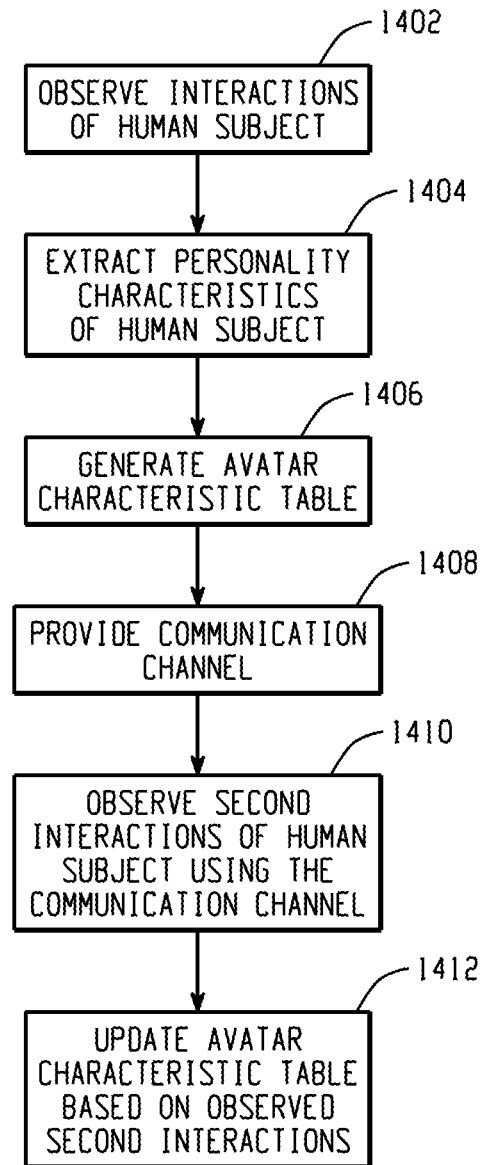 1402
OBSERVE INTERACTIONS
OF HUMAN SUBJECT
1404
EXTRACT PERSONALITY
CHARACTERISTICS
OF HUMAN SUBJECT
1406
GENERATE AVATAR
CHARACTERISTIC TABLE
1408
PROVIDE COMMUNICATION
CHANNEL
1410
OBSERVE SECOND
INTERACTIONS OF HUMAN
SUBJECT USING THE
COMMUNICATION CHANNEL
1412
UPDATE AVATAR
CHARACTERISTIC TABLE
BASED ON OBSERVED
SECOND INTERACTIONS